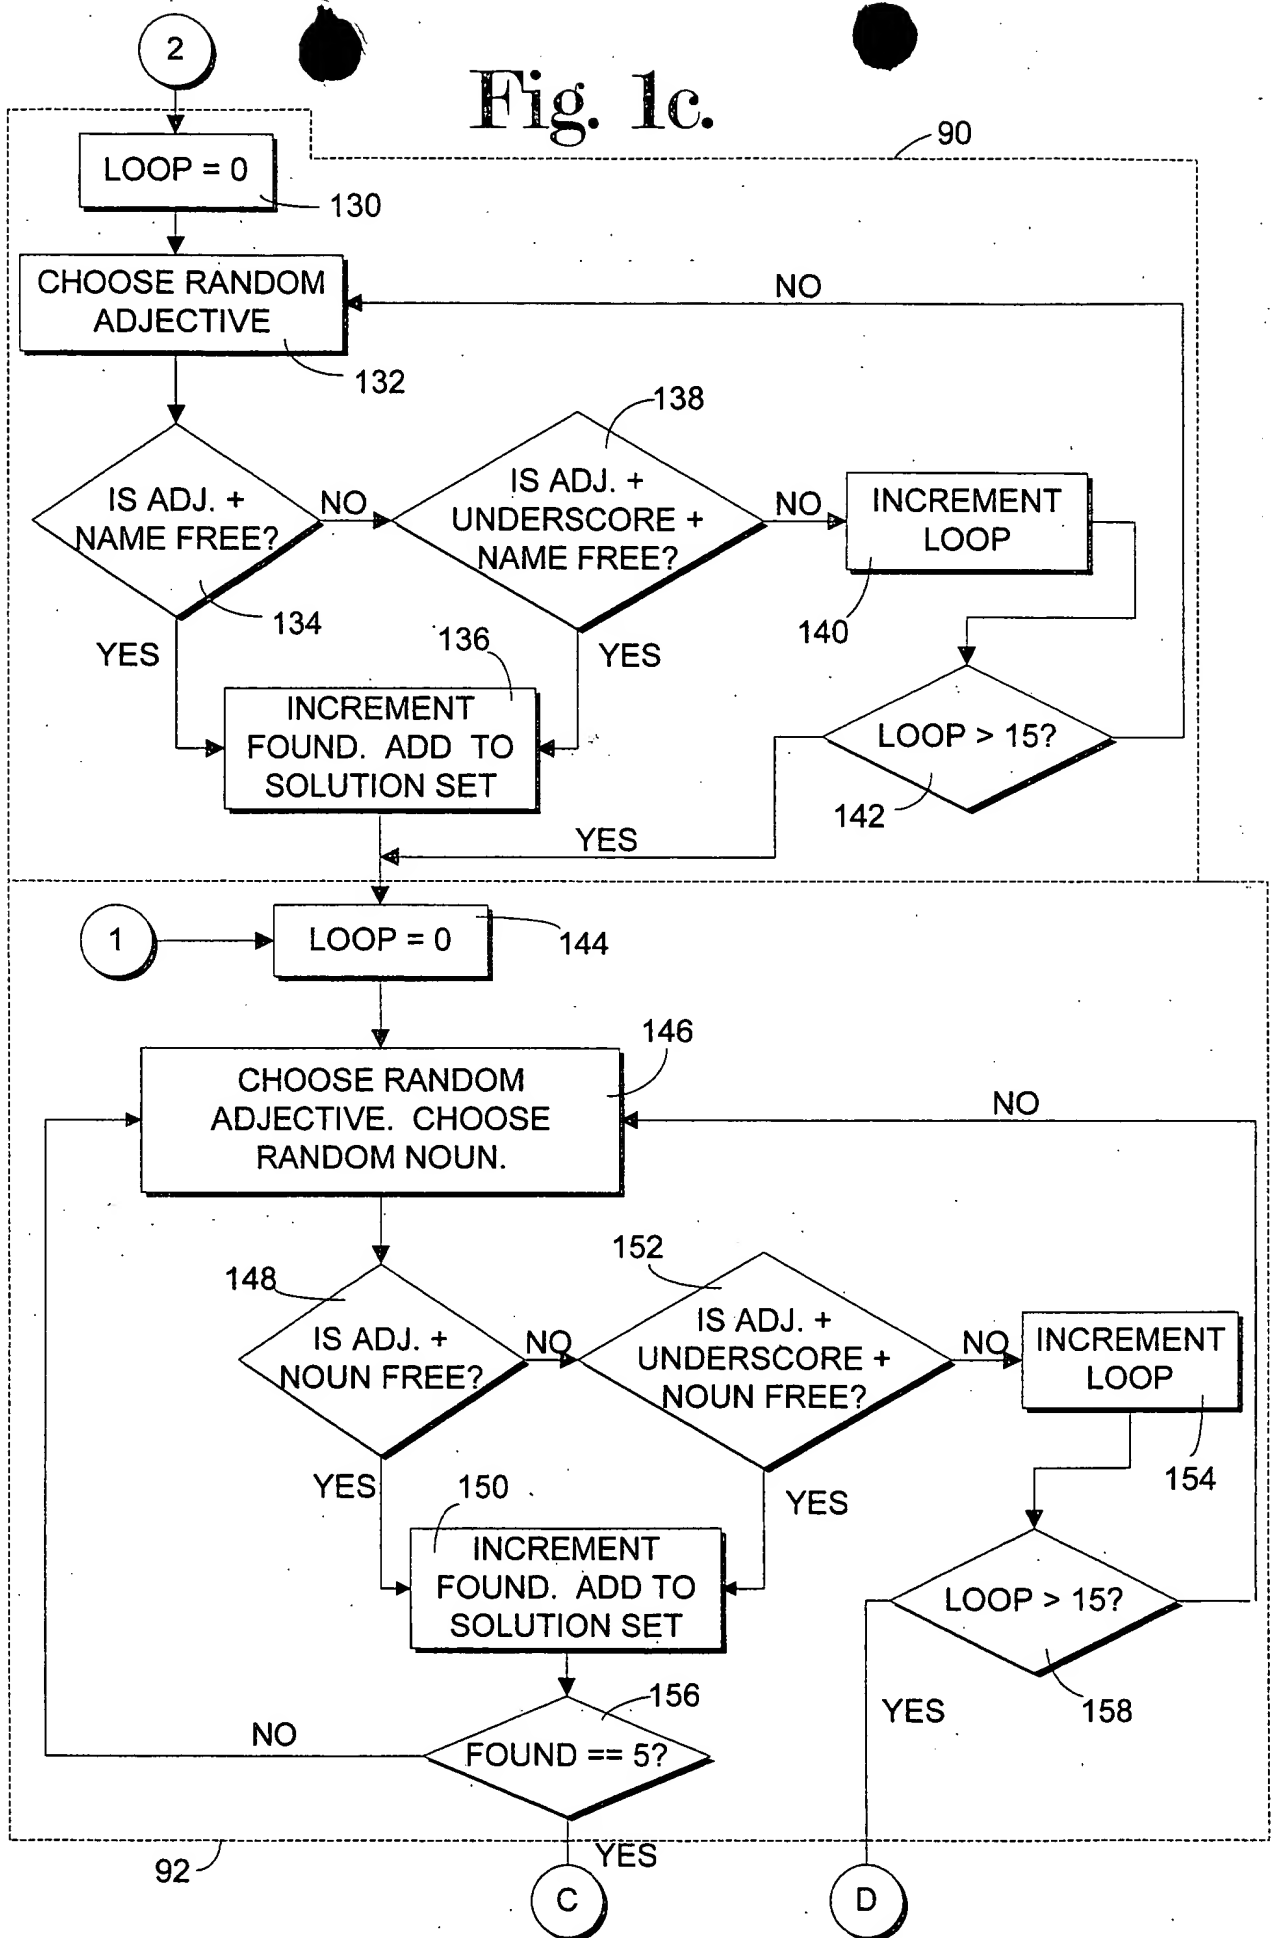 2
Fig. 1c.
90
LOOP = 0
130
CHOOSE RANDOM
ADJECTIVE
NO
132
138
IS ADJ. +
NAME FREE?
NO
IS ADJ. +
UNDERSCORE +
NAME FREE?
NO
INCREMENT
LOOP
134
140
136
YES
YES
INCREMENT
FOUND. ADD TO
SOLUTION SET
LOOP > 15?
142
YES
1
LOOP = 0
144
146
CHOOSE RANDOM
ADJECTIVE. CHOOSE
RANDOM NOUN.
NO
152
148
IS ADJ. +
NOUN FREE?
NO
IS ADJ. +
UNDERSCORE +
NOUN FREE?
NO
INCREMENT
LOOP
154
YES
150
YES
INCREMENT
FOUND. ADD TO
SOLUTION SET
LOOP > 15?
156
158
YES
NO
FOUND == 5?
92
YES
C
D